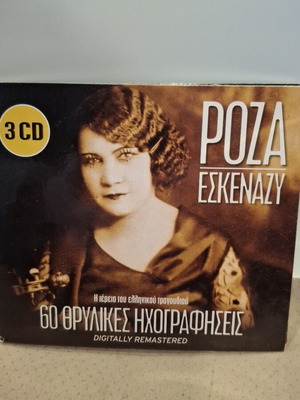 3 CD
ΡΟΖΑ
ΕΣΚΕΝΑΖΥ
Η ιέρεια του ελληνικού τραγουδιού
60 ΘΡΥΛΙΚΕΣ ΗΧΟΓΡΑΦΗΣΕΙΣ
DIGITALLY REMASTERED